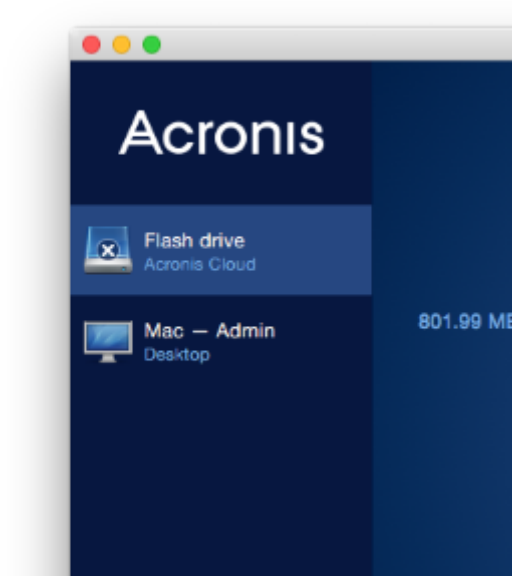 Acronis
Flash drive
Acronis Cloud
Mac — Admin
Desktop
801.99 M